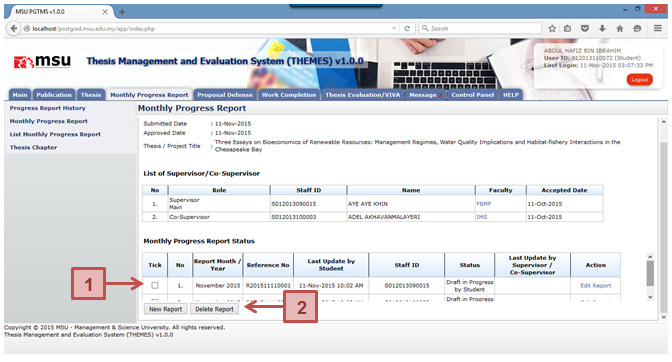 MSU PGTMS v1.0.0
localhost/postgrad.msu.edu.my/app/index.php
Search
msu
Thesis Management and Evaluation System (THEMES) v1.0.0
ABDUL HAFIZ BIN IBRAHIM
User ID: 012013110572 (Student)
Last Login: 11-Nov-2015 03:07:33 PM
Logout
Main Publication Thesis Monthly Progress Report Proposal Defense Work Completion Thesis Evaluation/VIVA Message Control Panel HELP
Progress Report History
Monthly Progress Report
List Monthly Progress Report
Thesis Chapter
Monthly Progress Report
Submitted Date : 11-Nov-2015
Approved Date : 11-Nov-2015
Thesis / Project Title : Three Essays on Bioeconomics of Renewable Resources: Management Regimes, Water Quality Implications and Habitat-fishery Interactions in the
Chesapeake Bay
List of Supervisor/Co-Supervisor
No Role Staff ID Name Faculty Accepted Date
1. Supervisor Main S012013090015 AYE AYE KHIN FBMP 11-Oct-2015
2. Co-Supervisor S012013100003 ADEL AKHAVANMALAYERI IMS 11-Oct-2015
Monthly Progress Report Status
Tick No Report Month / Year Reference No Last Update by Student Staff ID Status Last Update by Supervisor / Co-Supervisor Action
1. November 2015 R201511110001 11-Nov-2015 10:02 AM S012013090015 Draft in Progress by Student Edit Report
Draft in Progress
New Report Delete Report
1
2
Copyright © 2015 MSU - Management & Science University. All rights reserved.
Thesis Management and Evaluation System (THEMES) v1.0.0